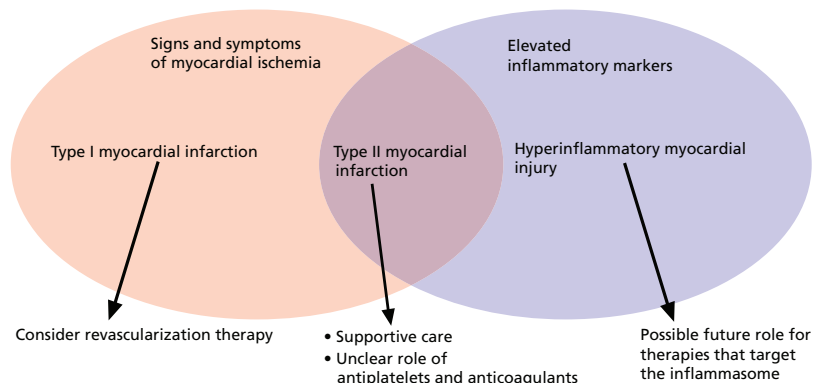 Signs and symptoms
of myocardial ischemia
Elevated
inflammatory markers
Type I myocardial infarction
Type II myocardial
infarction
Hyperinflammatory myocardial
injury
Consider revascularization therapy
• Supportive care
• Unclear role of
antiplatelets and anticoagulants
Possible future role for
therapies that target
the inflammasome